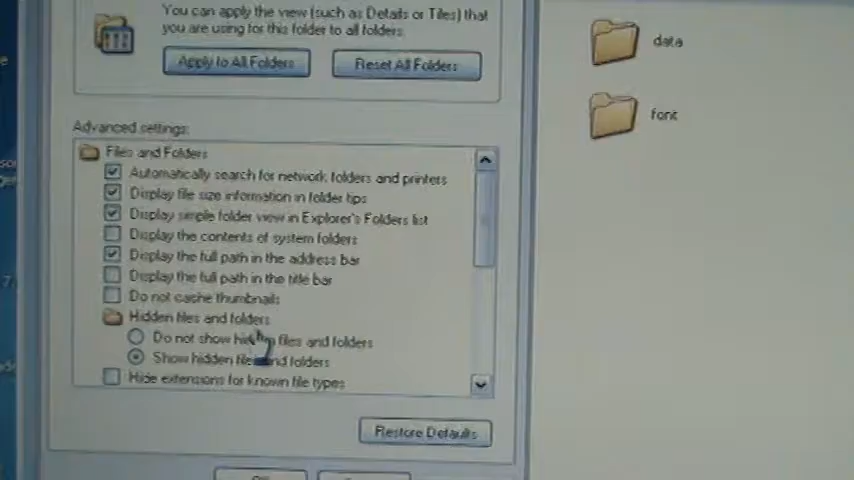 You can apply the view (such as Details or Tiles) that
you are using for this folder to all folders.
Apply to All Folders
Reset All Folders
Advanced settings:
Files and Folders
Automatically search for network folders and printers
Display file size information in folder tips
Display simple folder view in Explorer's Folders list
Display the contents of system folders
Display the full path in the address bar
Display the full path in the title bar
Do not cache thumbnails
Hidden files and folders
Do not show hidden files and folders
Show hidden files and folders
Hide extensions for known file types
Restore Defaults
data
font